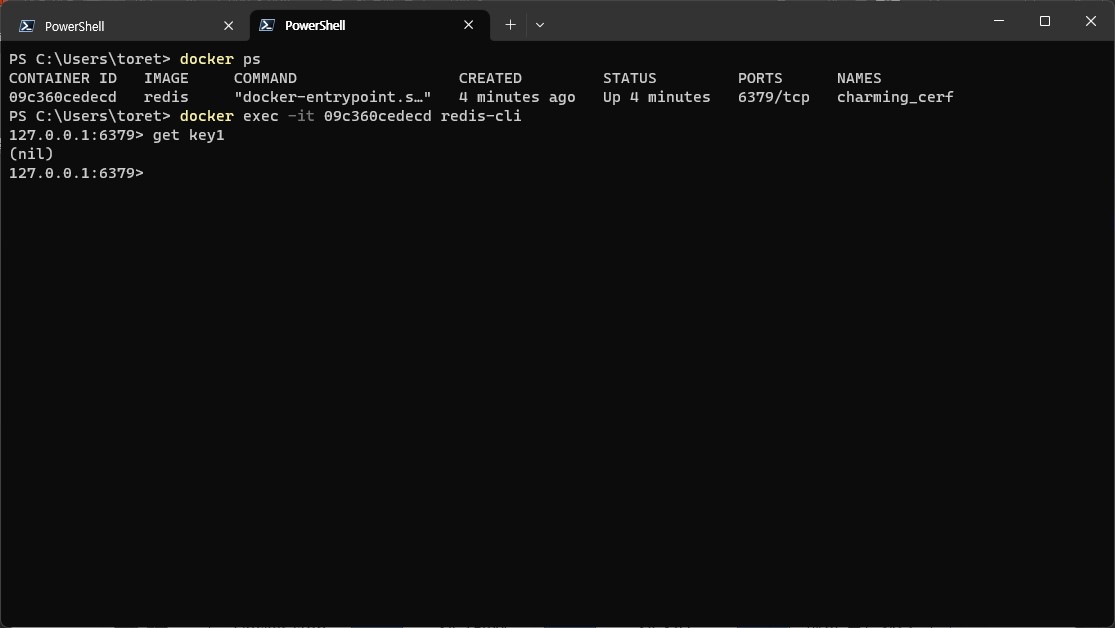 PowerShell PowerShell
PS C:\Users\toret> docker ps
CONTAINER ID   IMAGE     COMMAND                  CREATED         STATUS         PORTS      NAMES
09c360cedecd   redis     "docker-entrypoint.s…"   4 minutes ago   Up 4 minutes   6379/tcp   charming_cerf
PS C:\Users\toret> docker exec -it 09c360cedecd redis-cli
127.0.0.1:6379> get key1
(nil)
127.0.0.1:6379>